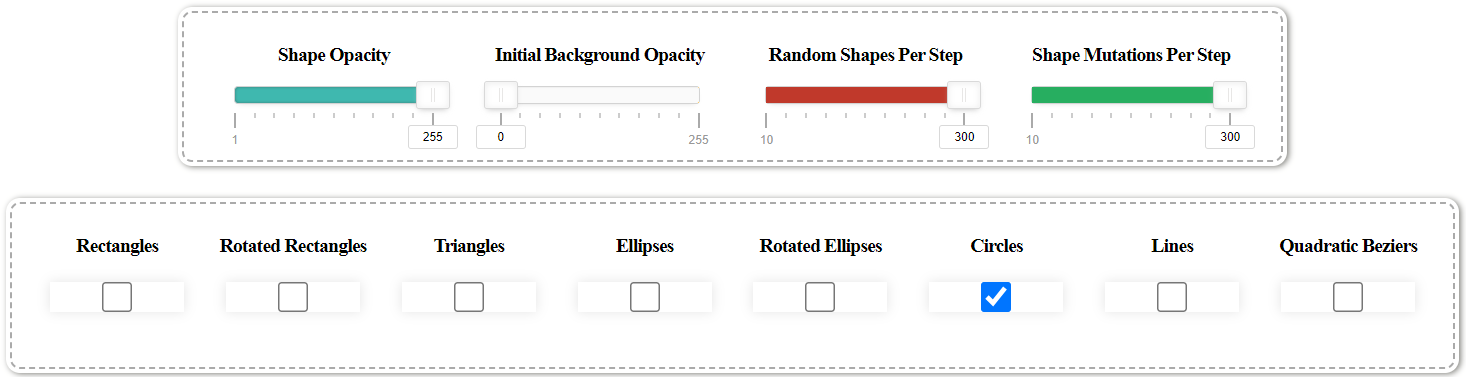 Shape Opacity Initial Background Opacity Random Shapes Per Step Shape Mutations Per Step
1 255 0 255 10 300 10 300
Rectangles Rotated Rectangles Triangles Ellipses Rotated Ellipses Circles Lines Quadratic Beziers